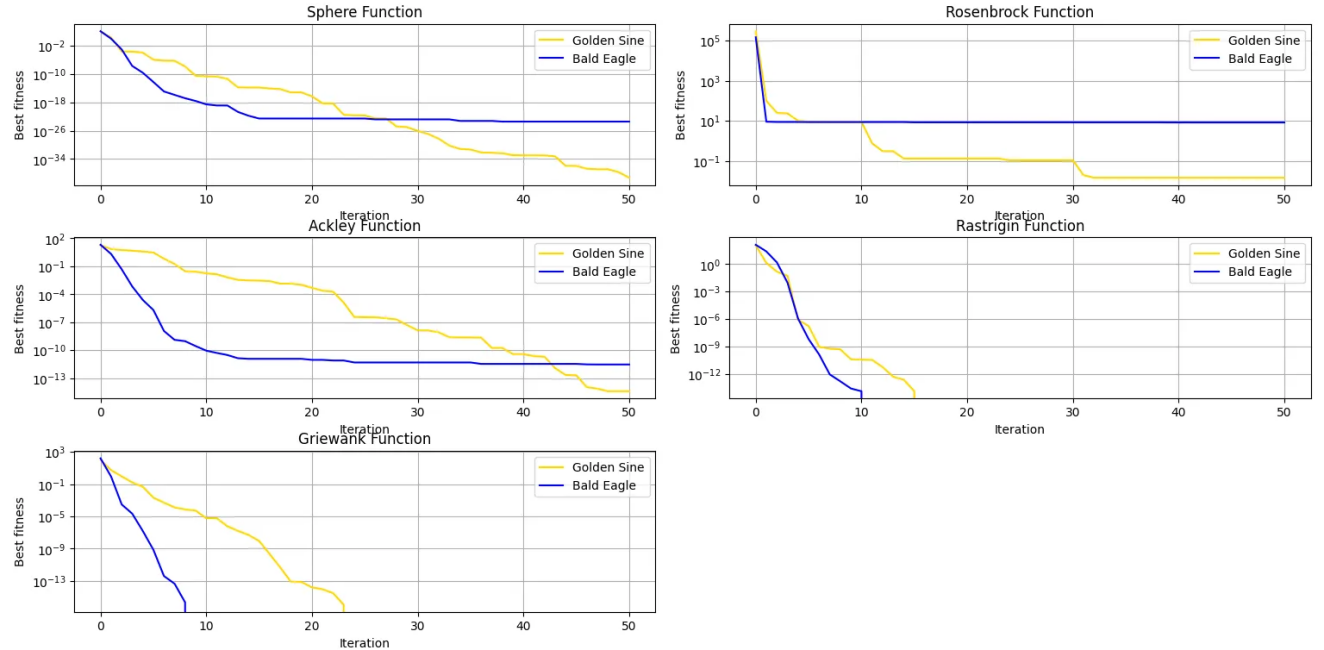 Sphere Function
10^-2
10^-10
10^-18
10^-26
10^-34
Best fitness
Golden Sine
Bald Eagle
0 10 20 30 40 50
Iteration
Rosenbrock Function
10^5
10^3
10^1
10^-1
Best fitness
Golden Sine
Bald Eagle
0 10 20 30 40 50
Iteration
Ackley Function
10^2
10^-1
10^-4
10^-7
10^-10
10^-13
Best fitness
Golden Sine
Bald Eagle
0 10 20 30 40 50
Iteration
Rastrigin Function
10^0
10^-3
10^-6
10^-9
10^-12
Best fitness
Golden Sine
Bald Eagle
0 10 20 30 40 50
Iteration
Griewank Function
10^3
10^-1
10^-5
10^-9
10^-13
Best fitness
Golden Sine
Bald Eagle
0 10 20 30 40 50
Iteration